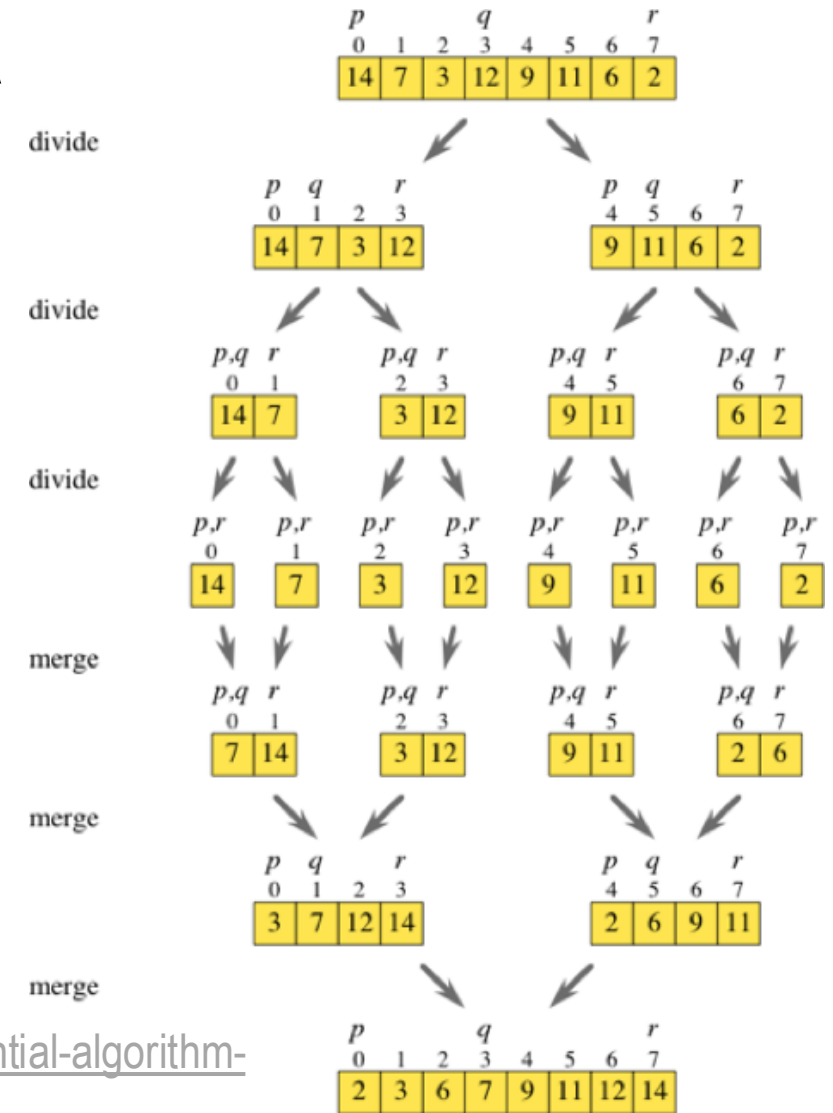 p q r
0 1 2 3 4 5 6 7
14 7 3 12 9 11 6 2
divide
p q r p q r
0 1 2 3 4 5 6 7
14 7 3 12 9 11 6 2
divide
p,q r p,q r p,q r p,q r
0 1 2 3 4 5 6 7
14 7 3 12 9 11 6 2
divide
p,r p,r p,r p,r p,r p,r p,r p,r
0 1 2 3 4 5 6 7
14 7 3 12 9 11 6 2
merge
p,q r p,q r p,q r p,q r
0 1 2 3 4 5 6 7
7 14 3 12 9 11 2 6
merge
p q r p q r
0 1 2 3 4 5 6 7
3 7 12 14 2 6 9 11
merge
ntial-algorithm-
p q r
0 1 2 3 4 5 6 7
2 3 6 7 9 11 12 14